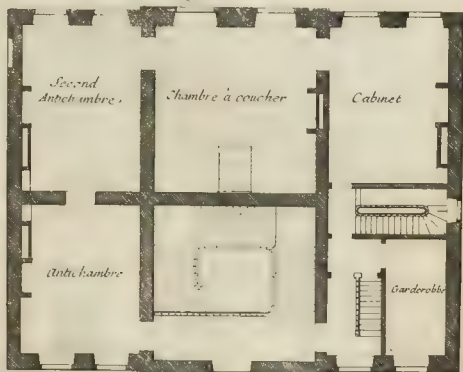 Second
Antichambre.
Chambre à coucher
Cabinet
Antichambre
Garderobbe